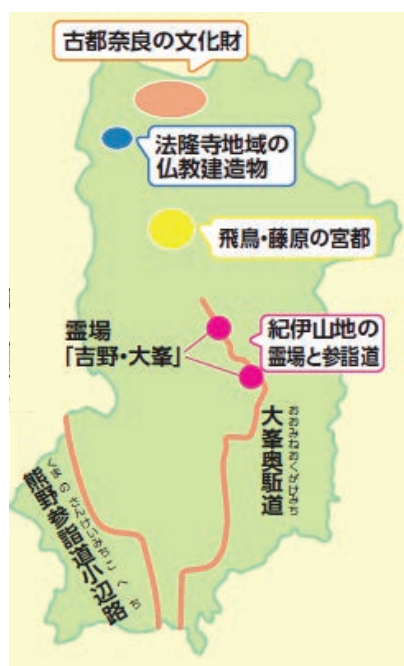 古都奈良の文化財
法隆寺地域の
仏教建造物
飛鳥・藤原の宮都
霊場
「吉野・大峯」
紀伊山地の
霊場と参詣道
大峯奥駈道
おおみねおくがけみち
熊野参詣道小辺路
くまのさんけいみちこへち